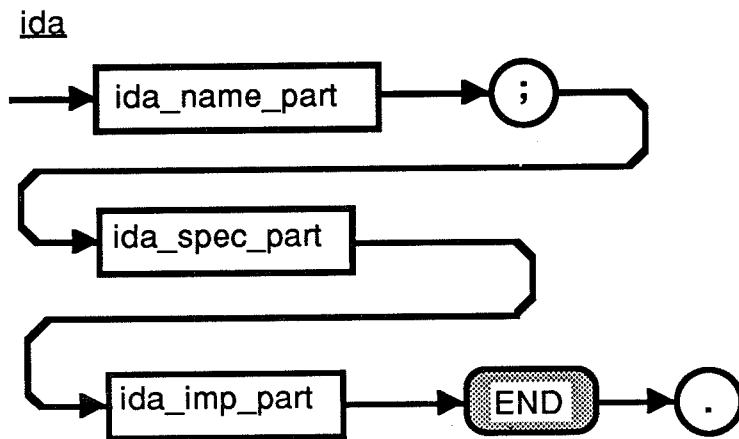 ida
ida_name_part ;
ida_spec_part
ida_imp_part END .